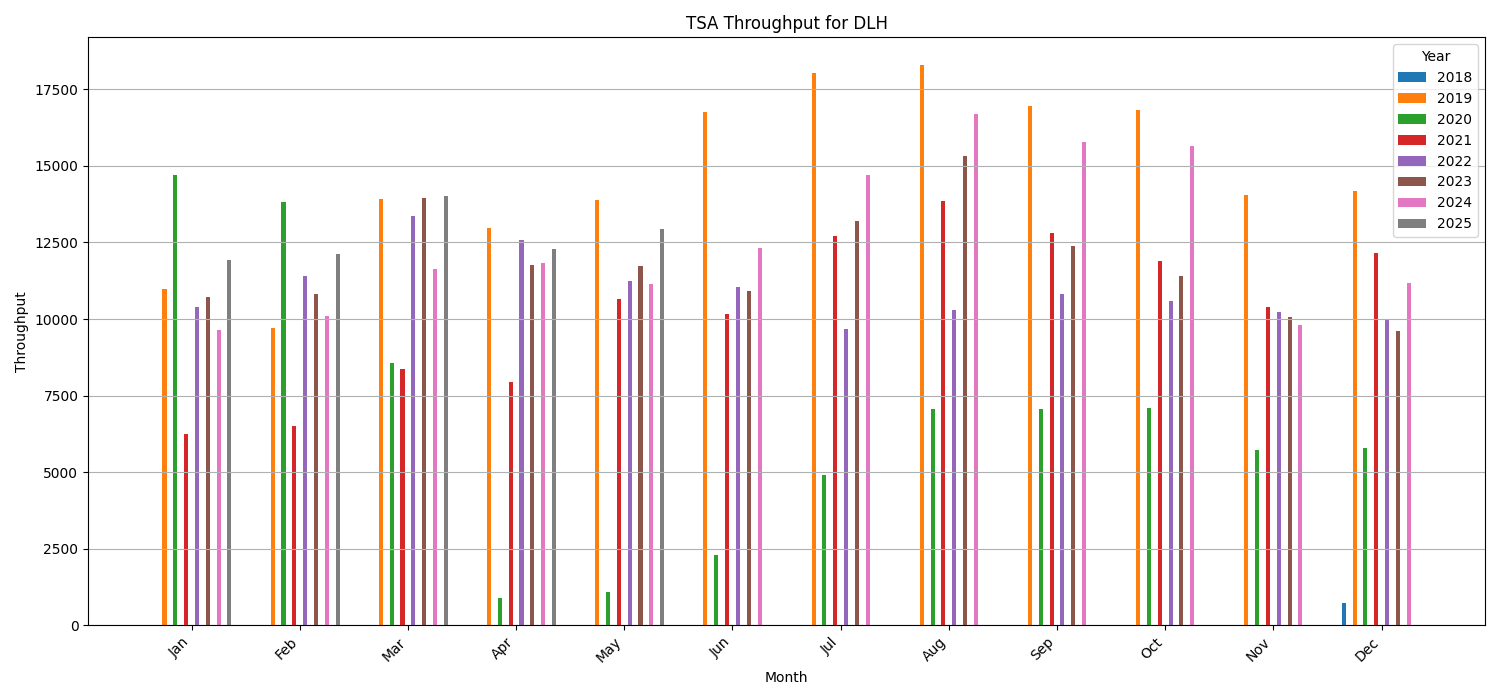 TSA Throughput for DLH
Year
2018
2019
2020
2021
2022
2023
2024
2025
Throughput
17500
15000
12500
10000
7500
5000
2500
0
Jan
Feb
Mar
Apr
May
Jun
Jul
Aug
Sep
Oct
Nov
Dec
Month